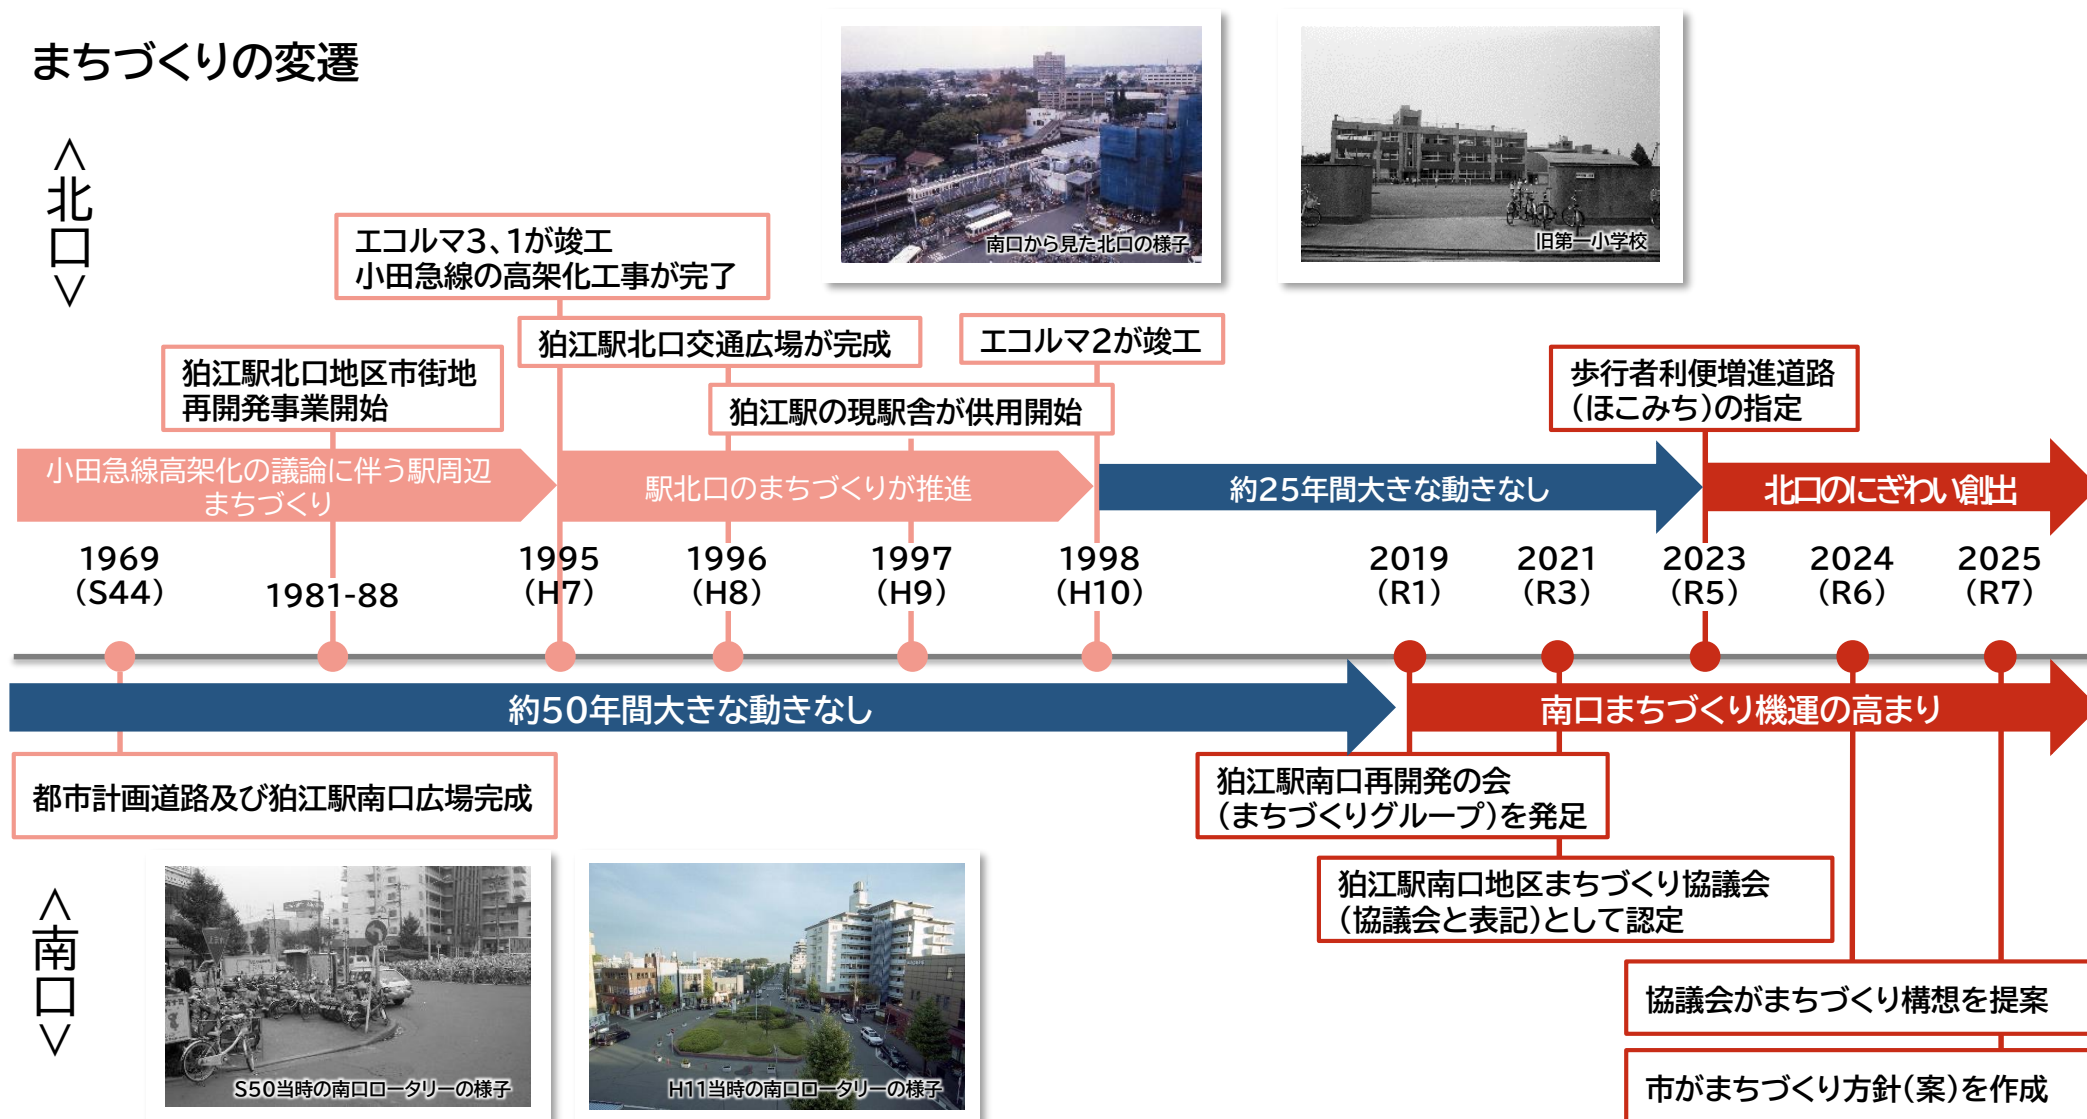 まちづくりの変遷
<北口>
南口から見た北口の様子
旧第一小学校
エコルマ3、1が竣工
小田急線の高架化工事が完了
狛江駅北口交通広場が完成
エコルマ2が竣工
狛江駅北口地区市街地
再開発事業開始
狛江駅の現駅舎が供用開始
歩行者利便増進道路
(ほこみち)の指定
小田急線高架化の議論に伴う駅周辺
まちづくり
駅北口のまちづくりが推進
約25年間大きな動きなし
北口のにぎわい創出
1969
(S44)
1981-88
1995
(H7)
1996
(H8)
1997
(H9)
1998
(H10)
2019
(R1)
2021
(R3)
2023
(R5)
2024
(R6)
2025
(R7)
約50年間大きな動きなし
南口まちづくり機運の高まり
都市計画道路及び狛江駅南口広場完成
狛江駅南口再開発の会
(まちづくりグループ)を発足
狛江駅南口地区まちづくり協議会
(協議会と表記)として認定
協議会がまちづくり構想を提案
市がまちづくり方針(案)を作成
<南口>
S50当時の南口ロータリーの様子
H11当時の南口ロータリーの様子